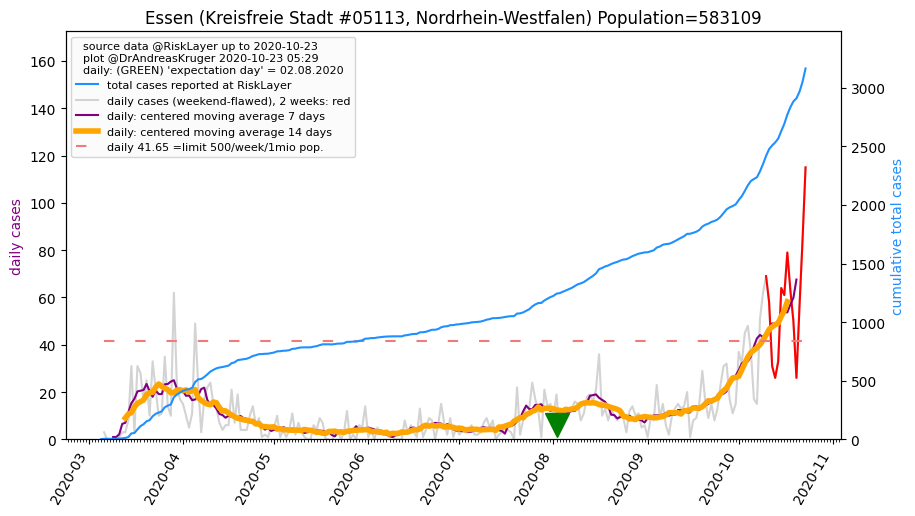 Essen (Kreisfreie Stadt #05113, Nordrhein-Westfalen) Population=583109
source data @RiskLayer up to 2020-10-23
plot @DrAndreasKruger 2020-10-23 05:29
daily: (GREEN) 'expectation day' = 02.08.2020
total cases reported at RiskLayer
daily cases (weekend-flawed), 2 weeks: red
daily: centered moving average 7 days
daily: centered moving average 14 days
daily 41.65 =limit 500/week/1mio pop.
daily cases
160
140
120
100
80
60
40
20
0
cumulative total cases
3000
2500
2000
1500
1000
500
0
2020-03
2020-04
2020-05
2020-06
2020-07
2020-08
2020-09
2020-10
2020-11